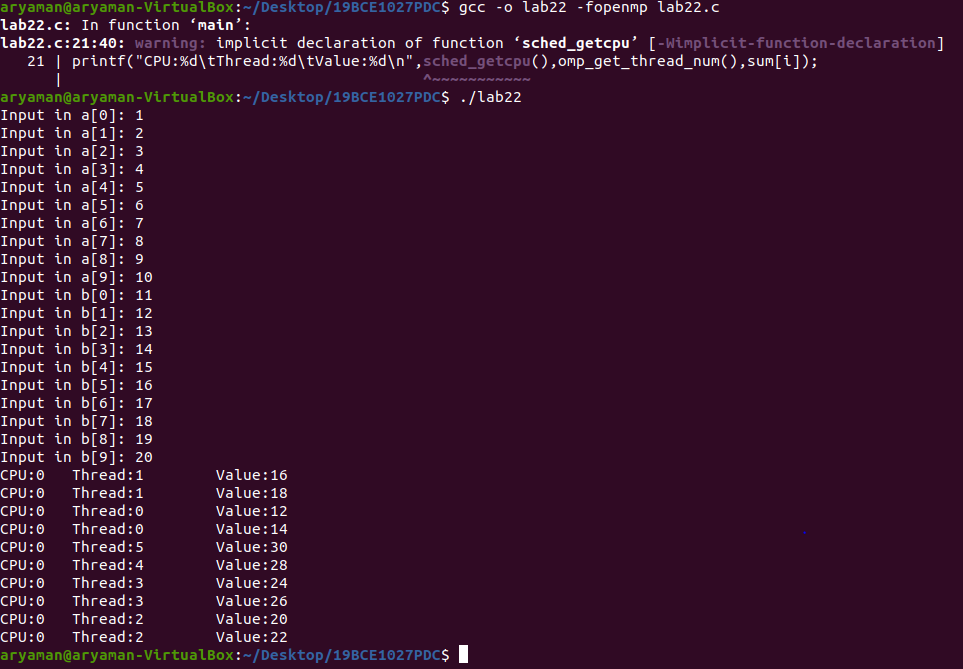 aryaman@aryaman-VirtualBox:~/Desktop/19BCE1027PDC$ gcc -o lab22 -fopenmp lab22.c
lab22.c: In function ‘main’:
lab22.c:21:40: warning: implicit declaration of function ‘sched_getcpu’ [-Wimplicit-function-declaration]
   21 | printf("CPU:%d\tThread:%d\tValue:%d\n",sched_getcpu(),omp_get_thread_num(),sum[i]);
      |                                        ^~~~~~~~~~~~
aryaman@aryaman-VirtualBox:~/Desktop/19BCE1027PDC$ ./lab22
Input in a[0]: 1
Input in a[1]: 2
Input in a[2]: 3
Input in a[3]: 4
Input in a[4]: 5
Input in a[5]: 6
Input in a[6]: 7
Input in a[7]: 8
Input in a[8]: 9
Input in a[9]: 10
Input in b[0]: 11
Input in b[1]: 12
Input in b[2]: 13
Input in b[3]: 14
Input in b[4]: 15
Input in b[5]: 16
Input in b[6]: 17
Input in b[7]: 18
Input in b[8]: 19
Input in b[9]: 20
CPU:0   Thread:1        Value:16
CPU:0   Thread:1        Value:18
CPU:0   Thread:0        Value:12
CPU:0   Thread:0        Value:14
CPU:0   Thread:5        Value:30
CPU:0   Thread:4        Value:28
CPU:0   Thread:3        Value:24
CPU:0   Thread:3        Value:26
CPU:0   Thread:2        Value:20
CPU:0   Thread:2        Value:22
aryaman@aryaman-VirtualBox:~/Desktop/19BCE1027PDC$